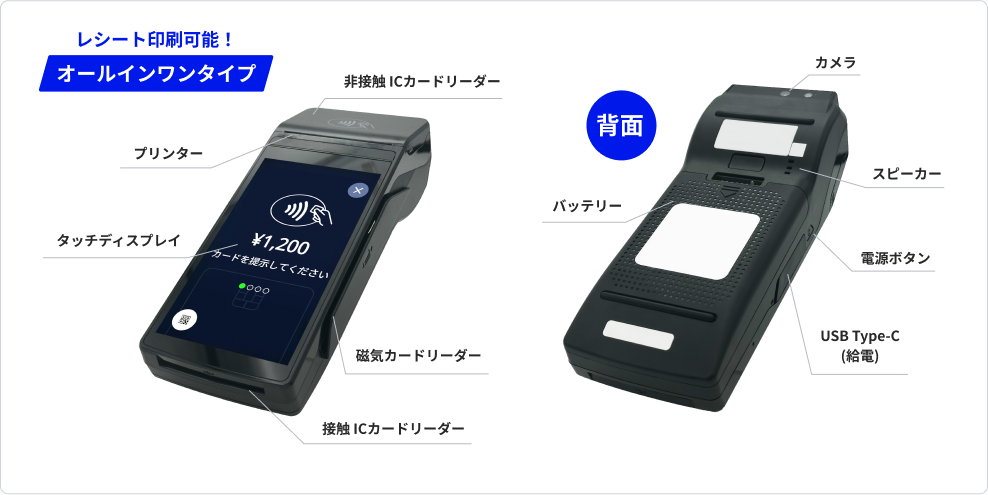 レシート印刷可能！
オールインワンタイプ
非接触 ICカードリーダー
プリンター
タッチディスプレイ
¥1,200
カードを提示してください
磁気カードリーダー
接触 ICカードリーダー
背面
カメラ
スピーカー
バッテリー
電源ボタン
USB Type-C
(給電)